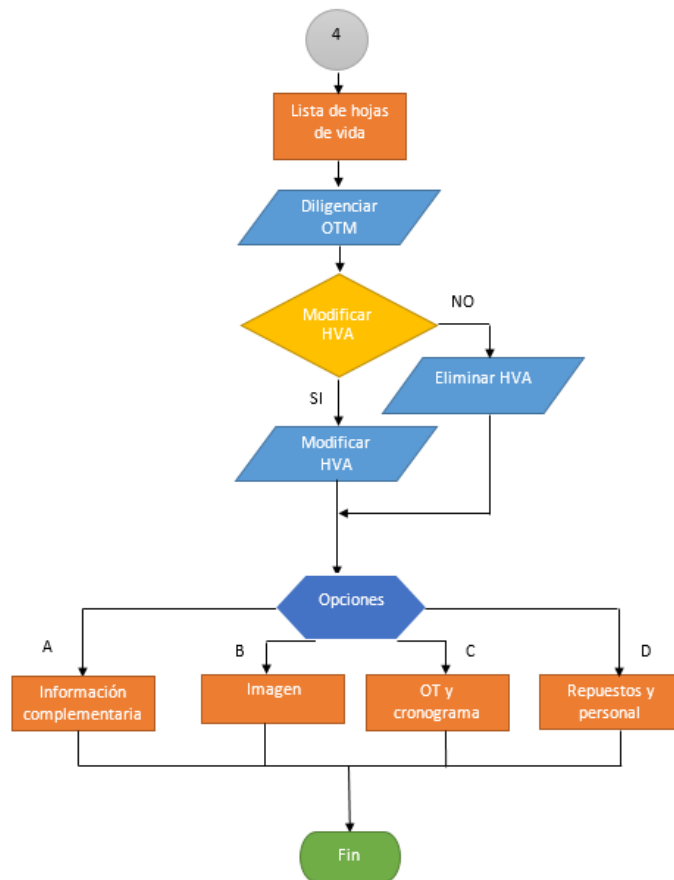 4
Lista de hojas
de vida
Diligenciar
OTM
Modificar
HVA
NO
Eliminar HVA
SI
Modificar
HVA
Opciones
A
B
C
D
Información
complementaria
Imagen
OT y
cronograma
Repuestos y
personal
Fin